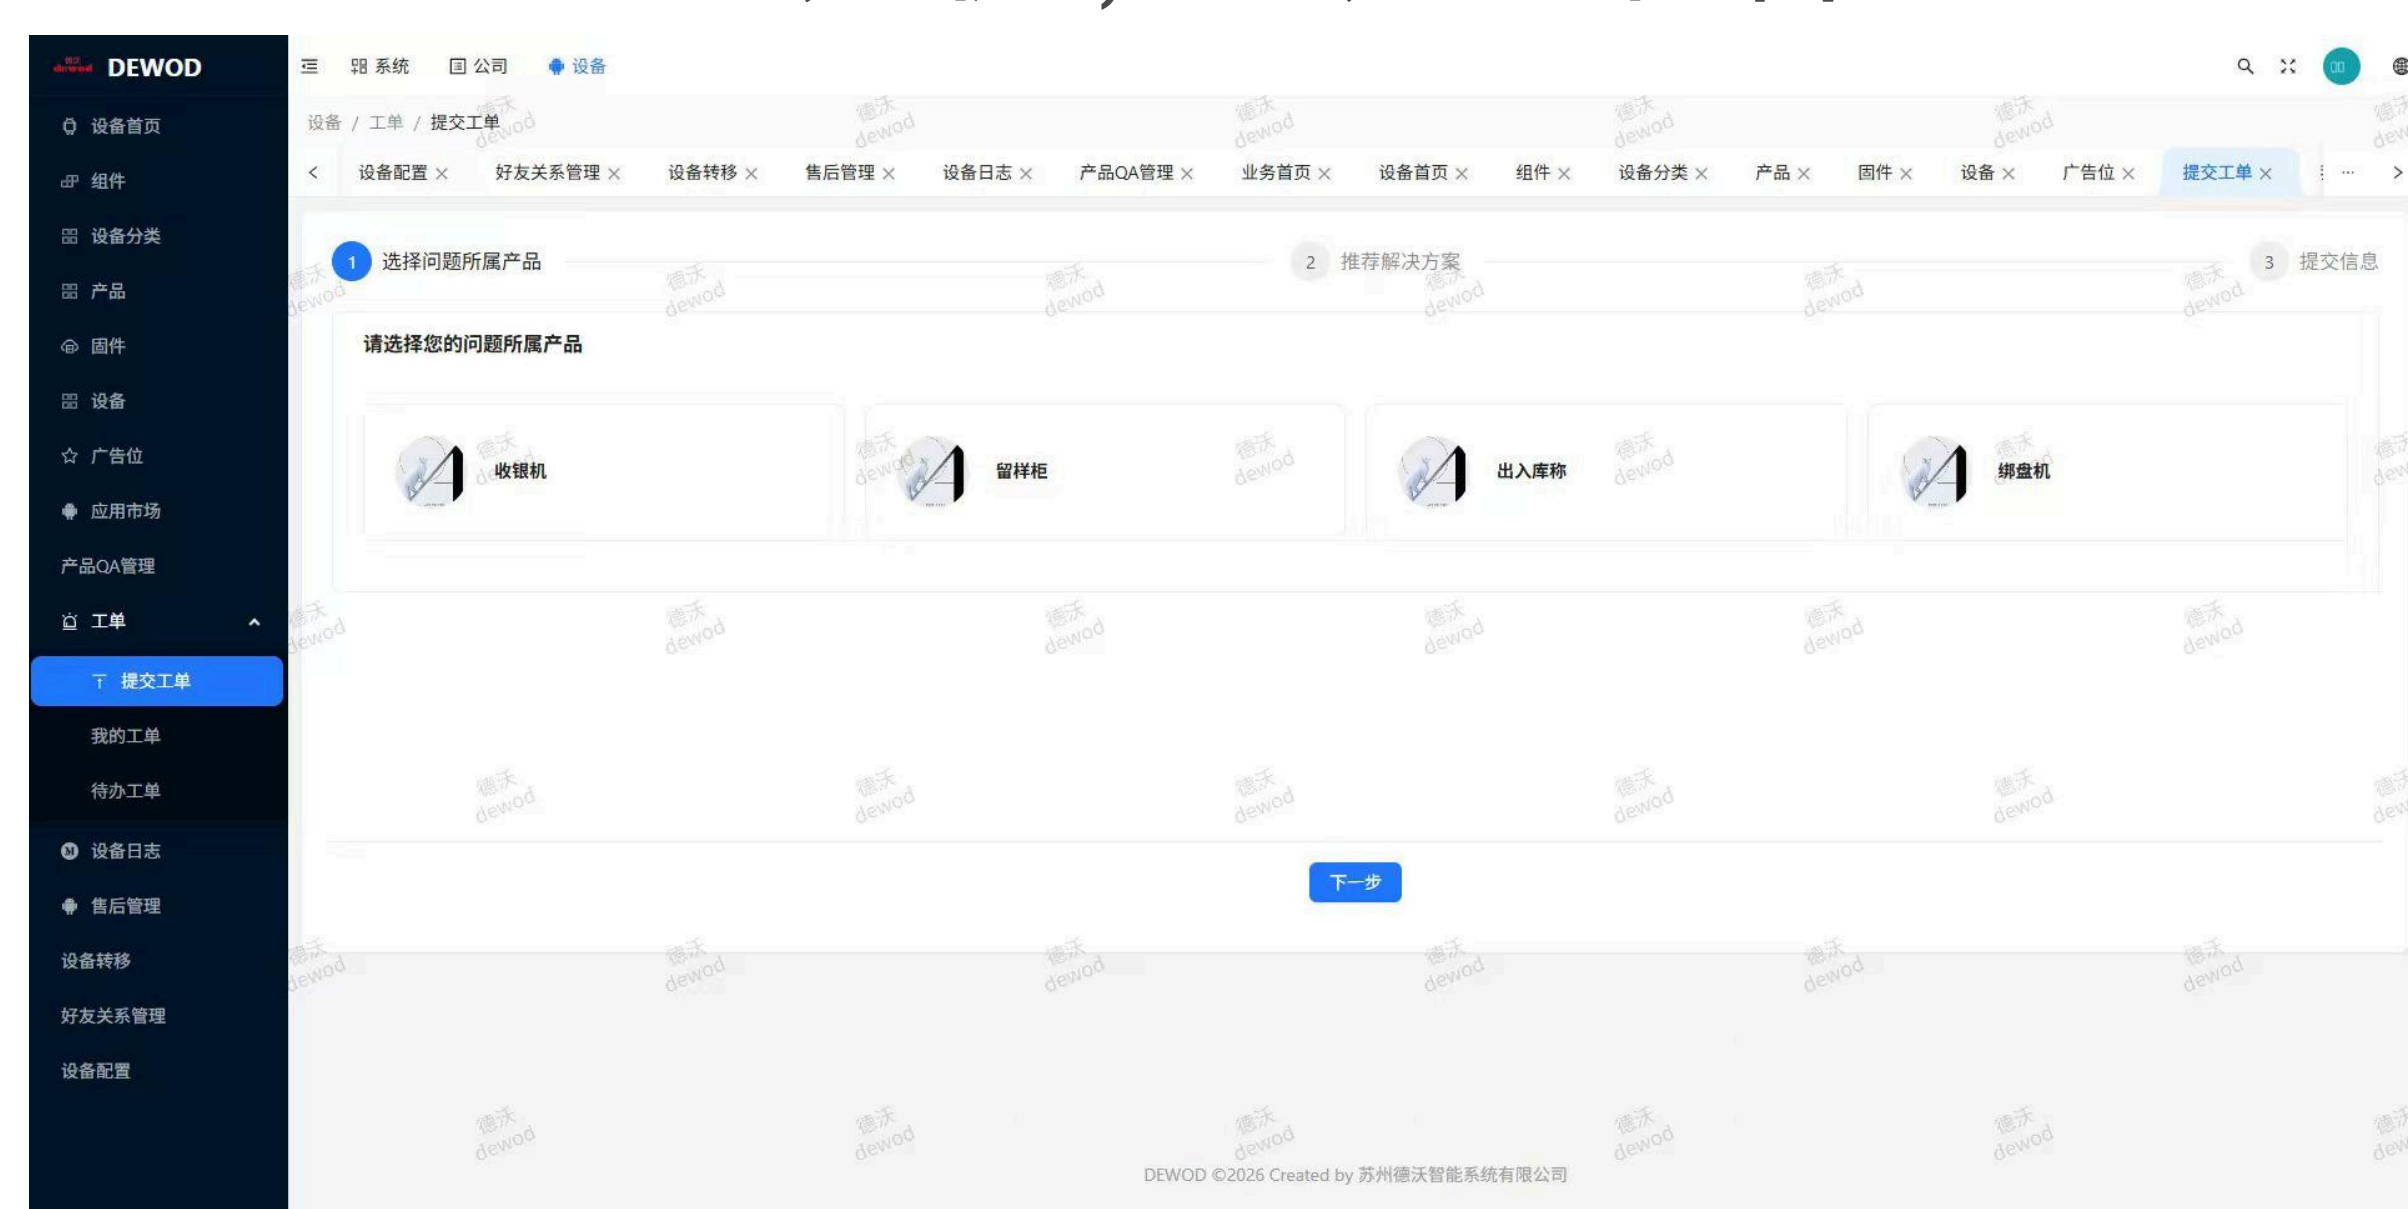 德沃 dewod DEWOD
系统 公司 设备
设备 / 工单 / 提交工单
设备配置 好友关系管理 设备转移 售后管理 设备日志 产品QA管理 业务首页 设备首页 组件 设备分类 产品 固件 设备 广告位 提交工单 ...
设备首页
组件
设备分类
产品
固件
设备
广告位
应用市场
产品QA管理
工单
提交工单
我的工单
待办工单
设备日志
售后管理
设备转移
好友关系管理
设备配置
1 选择问题所属产品 2 推荐解决方案 3 提交信息
请选择您的问题所属产品
收银机 留样柜 出入库称 绑盘机
下一步
德沃
dewod
DEWOD ©2026 Created by 苏州德沃智能系统有限公司